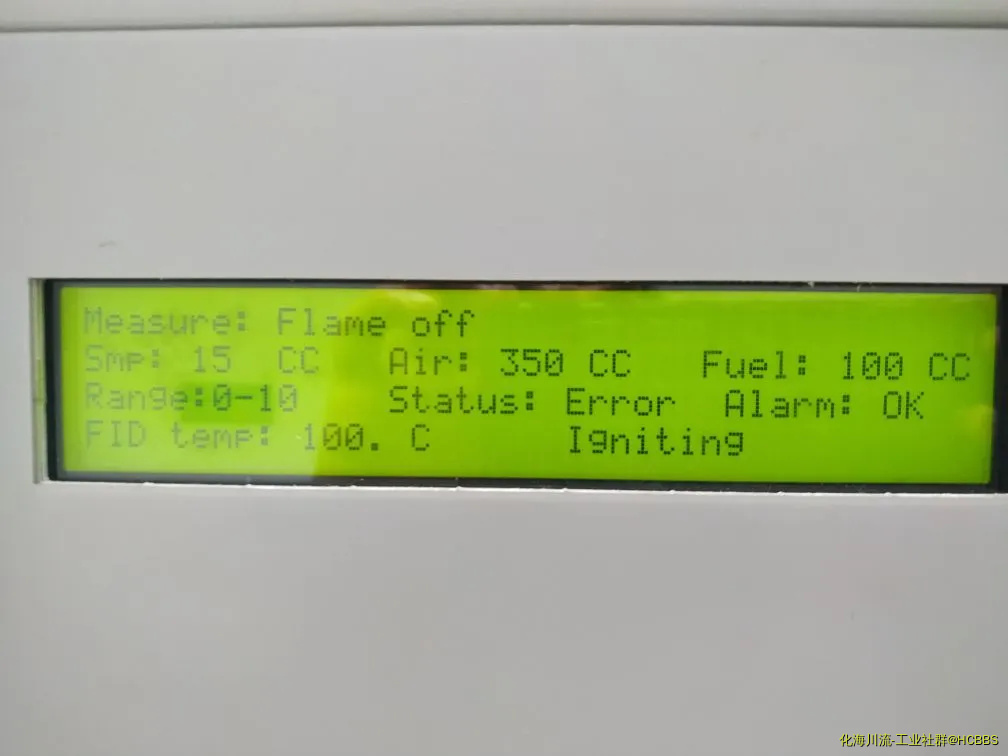 Measure: Flame off
Smp: 15 CC Air: 350 CC Fuel: 100 CC
Range:0-10 Status: Error Alarm: OK
FID temp: 100. C Igniting
化海川流-工业社群@HCBBS